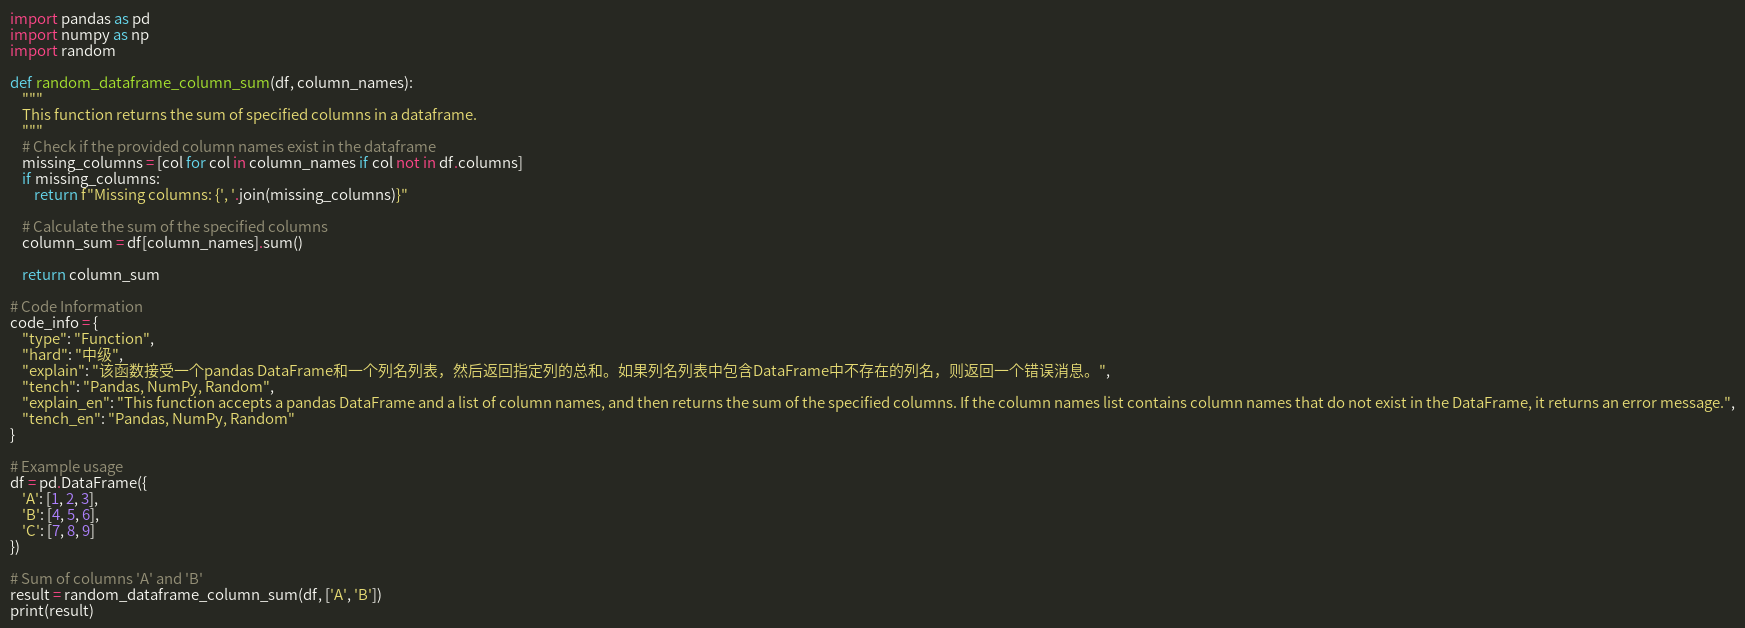 import pandas as pd
import numpy as np
import random

def random_dataframe_column_sum(df, column_names):
    """
    This function returns the sum of specified columns in a dataframe.
    """
    # Check if the provided column names exist in the dataframe
    missing_columns = [col for col in column_names if col not in df.columns]
    if missing_columns:
        return f"Missing columns: {', '.join(missing_columns)}"

    # Calculate the sum of the specified columns
    column_sum = df[column_names].sum()

    return column_sum

# Code Information
code_info = {
    "type": "Function",
    "hard": "中级",
    "explain": "该函数接受一个pandas DataFrame和一个列名列表，然后返回指定列的总和。如果列名列表中包含DataFrame中不存在的列名，则返回一个错误消息。",
    "tench": "Pandas, NumPy, Random",
    "explain_en": "This function accepts a pandas DataFrame and a list of column names, and then returns the sum of the specified columns. If the column names list contains column names that do not exist in the DataFrame, it returns an error message.",
    "tench_en": "Pandas, NumPy, Random"
}

# Example usage
df = pd.DataFrame({
    'A': [1, 2, 3],
    'B': [4, 5, 6],
    'C': [7, 8, 9]
})

# Sum of columns 'A' and 'B'
result = random_dataframe_column_sum(df, ['A', 'B'])
print(result)